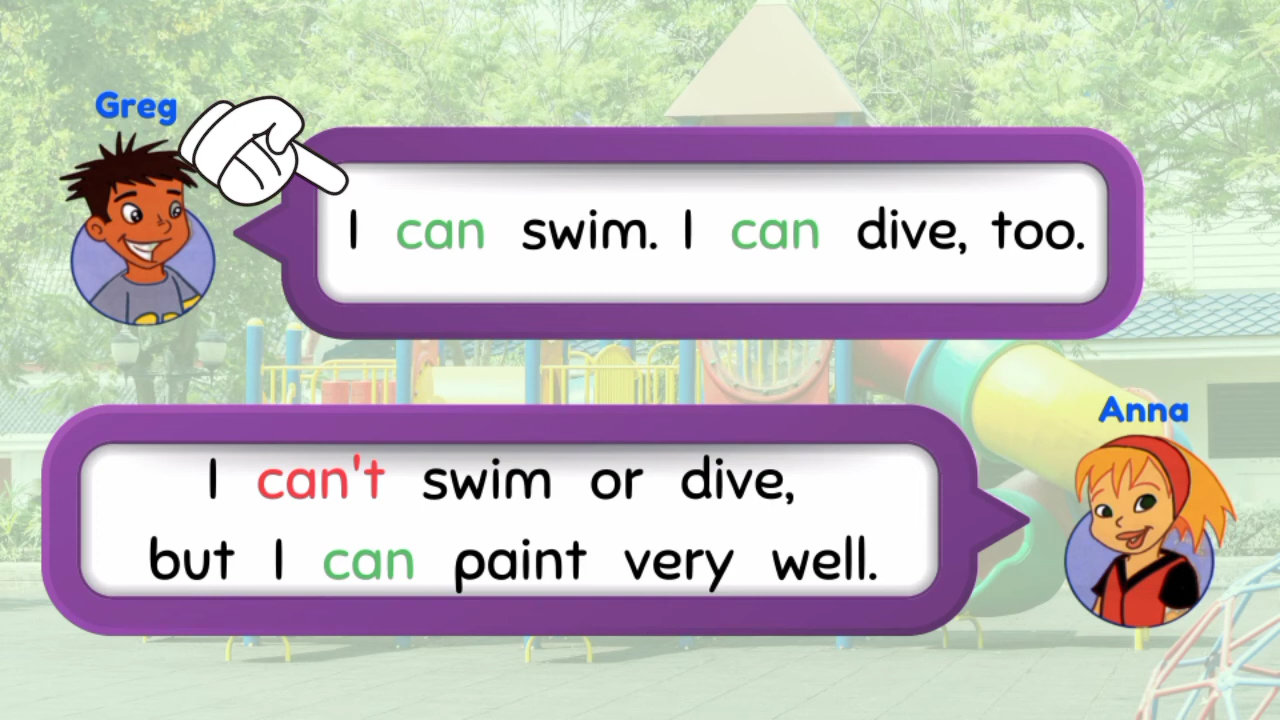 Greg
I can swim. I can dive, too.
Anna
I can't swim or dive,
but I can paint very well.